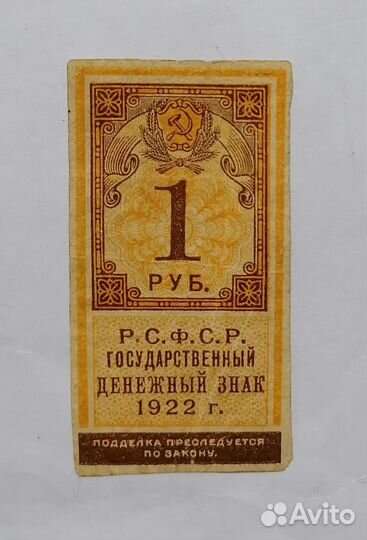 1
РУБ.
Р.С.Ф.С.Р.
ГОСУДАРСТВЕННЫЙ
ДЕНЕЖНЫЙ ЗНАК
1922 г.
ПОДДЕЛКА ПРЕСЛЕДУЕТСЯ
ПО ЗАКОНУ.
Avito